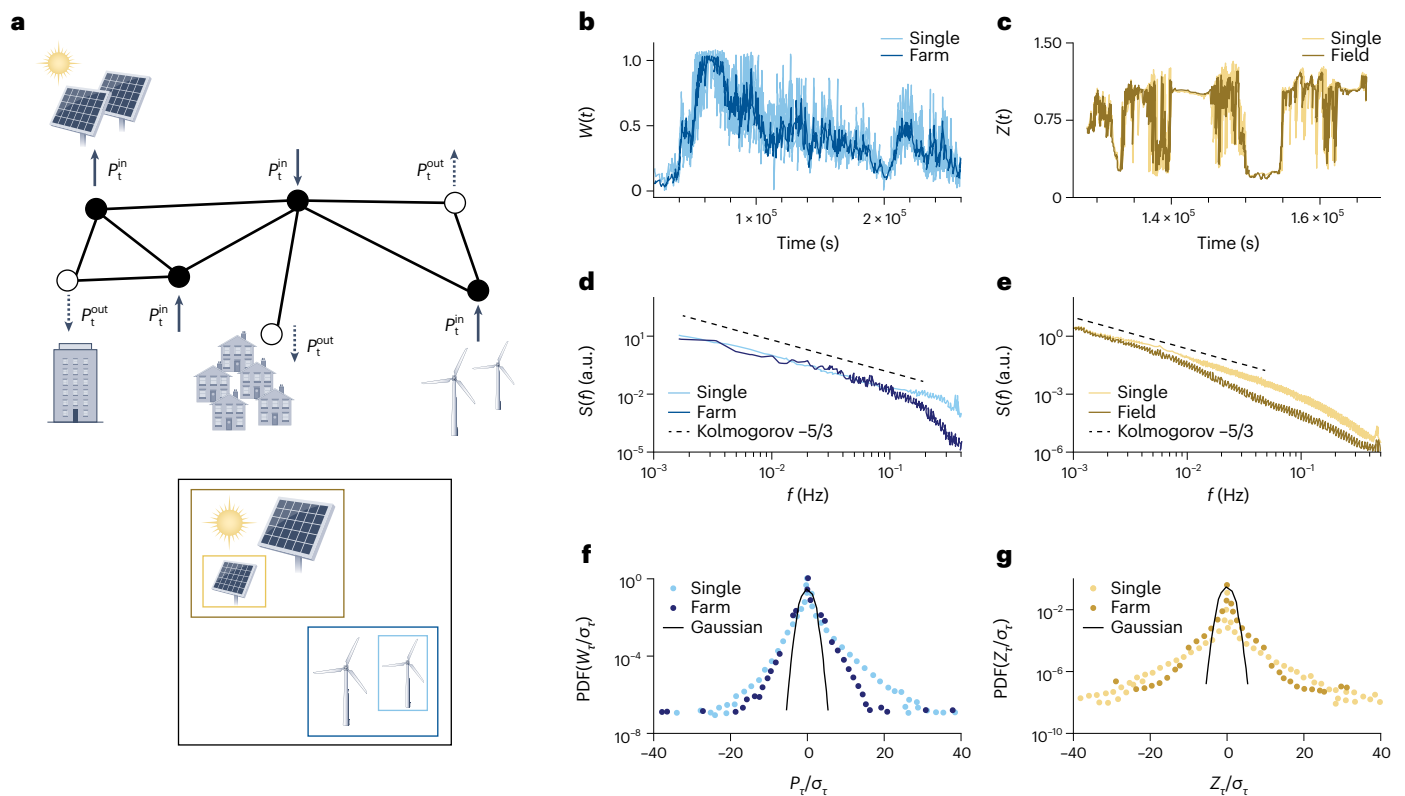 a
P_t^in
P_t^in
P_t^out
P_t^out
P_t^in
P_t^out
P_t^in
b
Single
Farm
1.0
0.5
0
W(t)
1 × 10^5
2 × 10^5
Time (s)
c
Single
Field
1.50
0.75
0
Z(t)
1.4 × 10^5
1.6 × 10^5
Time (s)
d
10^1
10^−2
10^−5
S(f) (a.u.)
Single
Farm
Kolmogorov −5/3
10^−3
10^−2
10^−1
f (Hz)
e
10^0
10^−3
10^−6
S(f) (a.u.)
Single
Field
Kolmogorov −5/3
10^−3
10^−2
10^−1
f (Hz)
f
10^0
10^−4
10^−8
PDF(W_τ/σ_τ)
Single
Farm
Gaussian
−40
−20
0
20
40
P_τ/σ_τ
g
10^−2
10^−6
10^−10
PDF(Z_τ/σ_τ)
Single
Farm
Gaussian
−40
−20
0
20
40
Z_τ/σ_τ